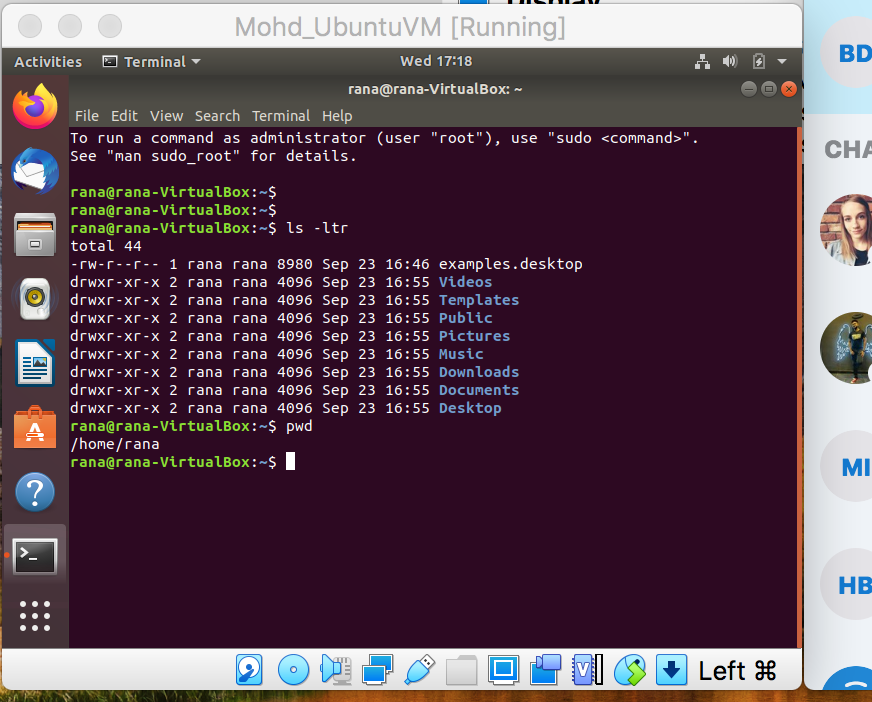 Display
Mohd_UbuntuVM [Running]
Activities Terminal Wed 17:18
rana@rana-VirtualBox: ~
File Edit View Search Terminal Help
To run a command as administrator (user "root"), use "sudo <command>".
See "man sudo_root" for details.
rana@rana-VirtualBox:~$
rana@rana-VirtualBox:~$
rana@rana-VirtualBox:~$ ls -ltr
total 44
-rw-r--r-- 1 rana rana 8980 Sep 23 16:46 examples.desktop
drwxr-xr-x 2 rana rana 4096 Sep 23 16:55 Videos
drwxr-xr-x 2 rana rana 4096 Sep 23 16:55 Templates
drwxr-xr-x 2 rana rana 4096 Sep 23 16:55 Public
drwxr-xr-x 2 rana rana 4096 Sep 23 16:55 Pictures
drwxr-xr-x 2 rana rana 4096 Sep 23 16:55 Music
drwxr-xr-x 2 rana rana 4096 Sep 23 16:55 Downloads
drwxr-xr-x 2 rana rana 4096 Sep 23 16:55 Documents
drwxr-xr-x 2 rana rana 4096 Sep 23 16:55 Desktop
rana@rana-VirtualBox:~$ pwd
/home/rana
rana@rana-VirtualBox:~$
Left ⌘
BD
CHA
MI
HB